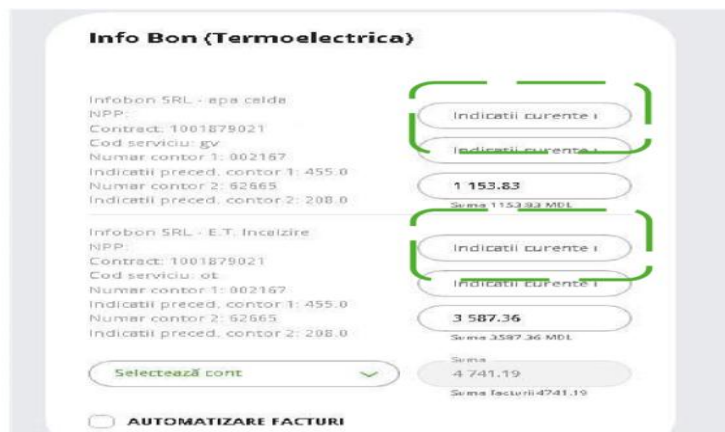 Info Bon (Termoelectrica)
Infobon SRL - apa calda
NPP:
Contract: 1001879021
Cod serviciu: gv
Numar contor 1: 002167
Indicatii preced. contor 1: 455.0
Numar contor 2: 62665
Indicatii preced. contor 2: 208.0
Indicatii curente i
Indicatii curente i
1 153.83
Suma 1153.83 MDL
Infobon SRL - E.T. Incalzire
NPP:
Contract: 1001879021
Cod serviciu: ot
Numar contor 1: 002167
Indicatii preced. contor 1: 455.0
Numar contor 2: 62665
Indicatii preced. contor 2: 208.0
Indicatii curente i
Indicatii curente i
3 587.36
Suma 3587.36 MDL
Selectează cont
Suma
4 741.19
Suma facturii 4741.19
AUTOMATIZARE FACTURI